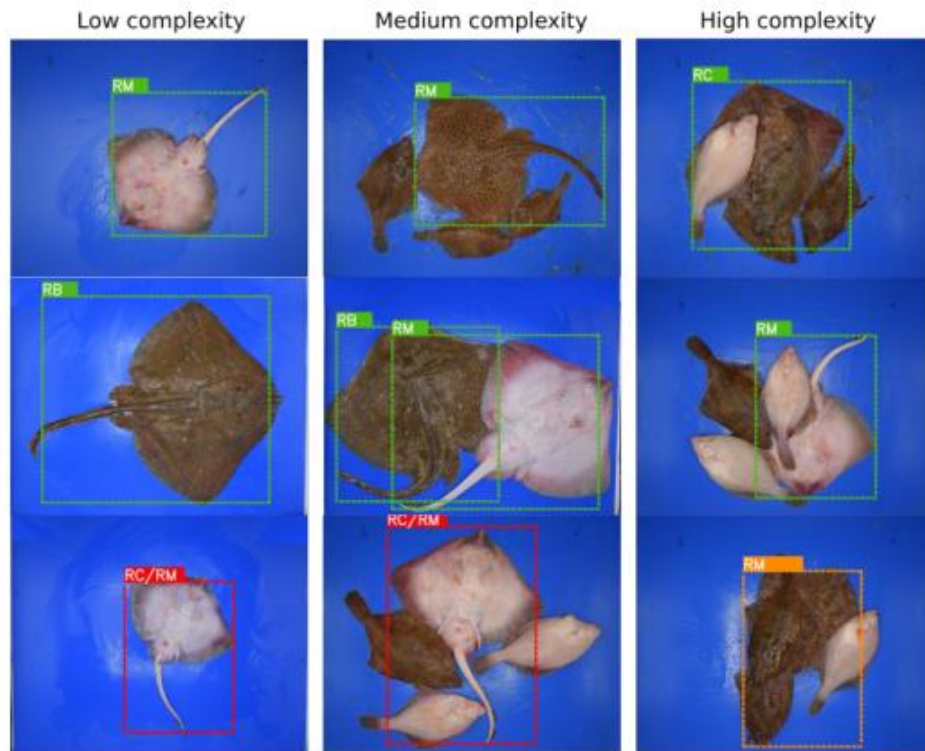 Low complexity
Medium complexity
High complexity
RM
RM
RC
RB
RB
RM
RM
RC/RM
RC/RM
RM